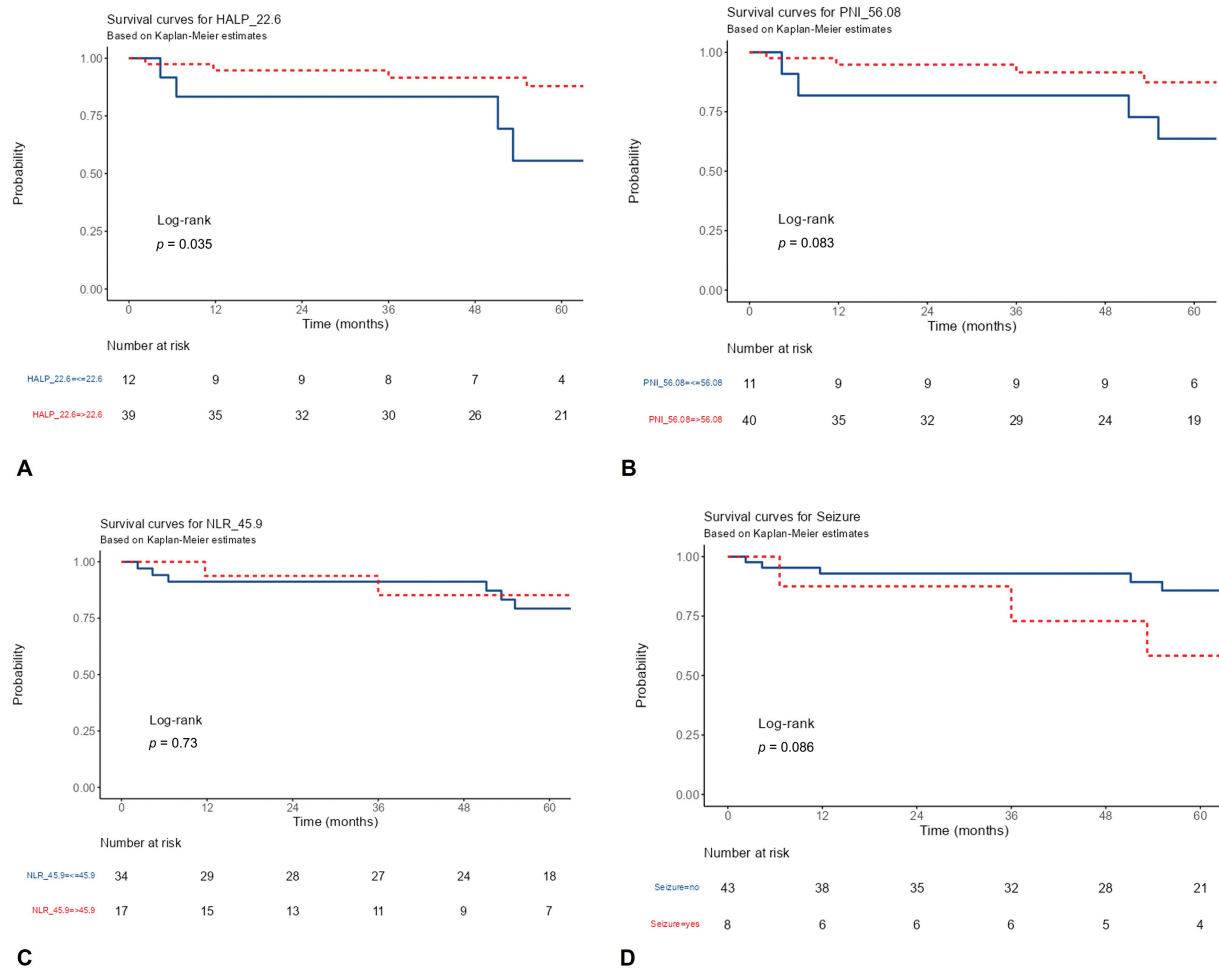 Survival curves for HALP_22.6
Based on Kaplan-Meier estimates
1.00
0.75
0.50
0.25
0.00
Probability
Log-rank
p = 0.035
0 12 24 36 48 60
Time (months)
Number at risk
HALP_22.6=<=22.6 12 9 9 8 7 4
HALP_22.6=>22.6 39 35 32 30 26 21
A
Survival curves for PNI_56.08
Based on Kaplan-Meier estimates
1.00
0.75
0.50
0.25
0.00
Probability
Log-rank
p = 0.083
0 12 24 36 48 60
Time (months)
Number at risk
PNI_56.08=<=56.08 11 9 9 9 9 6
PNI_56.08=>56.08 40 35 32 29 24 19
B
Survival curves for NLR_45.9
Based on Kaplan-Meier estimates
1.00
0.75
0.50
0.25
0.00
Probability
Log-rank
p = 0.73
0 12 24 36 48 60
Time (months)
Number at risk
NLR_45.9=<=45.9 34 29 28 27 24 18
NLR_45.9=>45.9 17 15 13 11 9 7
C
Survival curves for Seizure
Based on Kaplan-Meier estimates
1.00
0.75
0.50
0.25
0.00
Probability
Log-rank
p = 0.086
0 12 24 36 48 60
Time (months)
Number at risk
Seizure=no 43 38 35 32 28 21
Seizure=yes 8 6 6 6 5 4
D